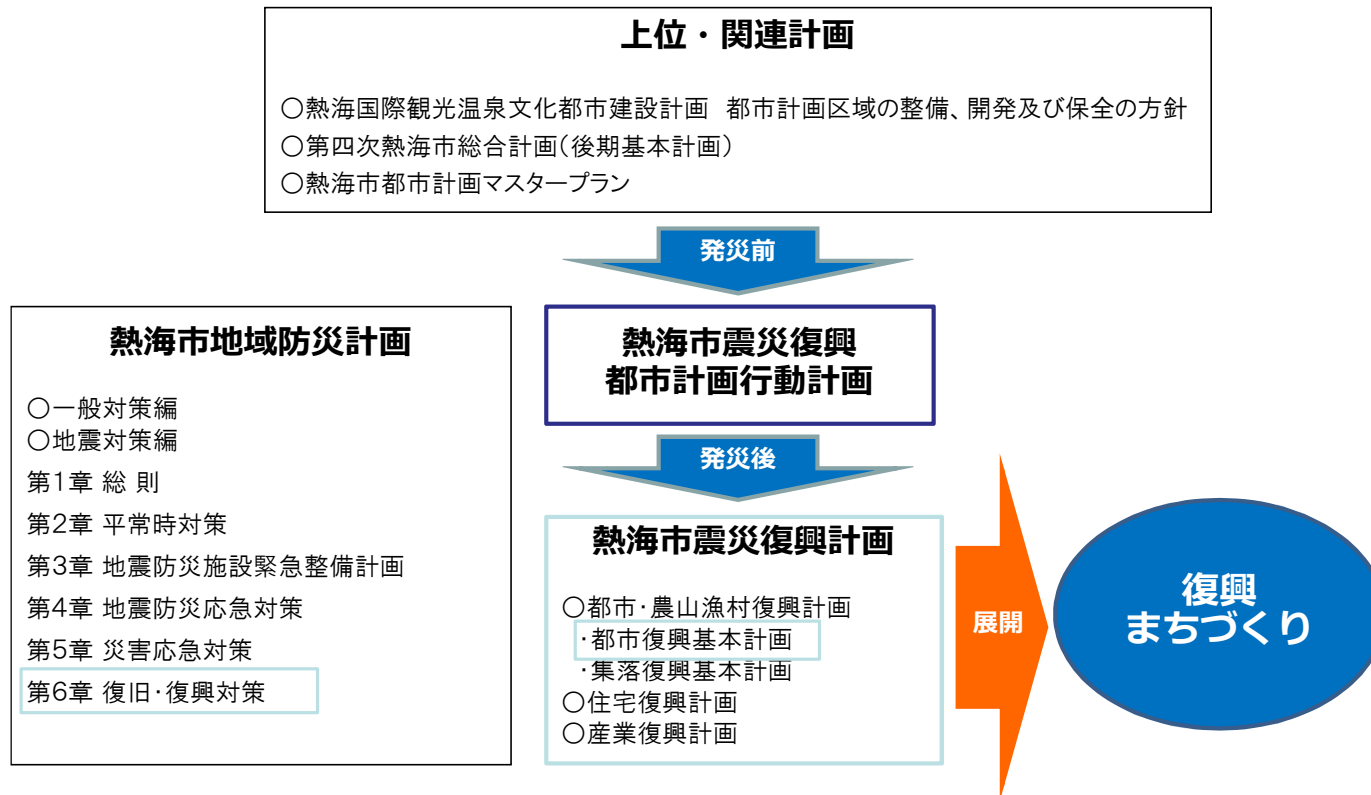 上位・関連計画
○熱海国際観光温泉文化都市建設計画　都市計画区域の整備、開発及び保全の方針
○第四次熱海市総合計画(後期基本計画)
○熱海市都市計画マスタープラン
発災前
熱海市地域防災計画
○一般対策編
○地震対策編
第1章 総 則
第2章 平常時対策
第3章 地震防災施設緊急整備計画
第4章 地震防災応急対策
第5章 災害応急対策
第6章 復旧・復興対策
熱海市震災復興
都市計画行動計画
発災後
熱海市震災復興計画
○都市・農山漁村復興計画
・都市復興基本計画
・集落復興基本計画
○住宅復興計画
○産業復興計画
展開
復興
まちづくり